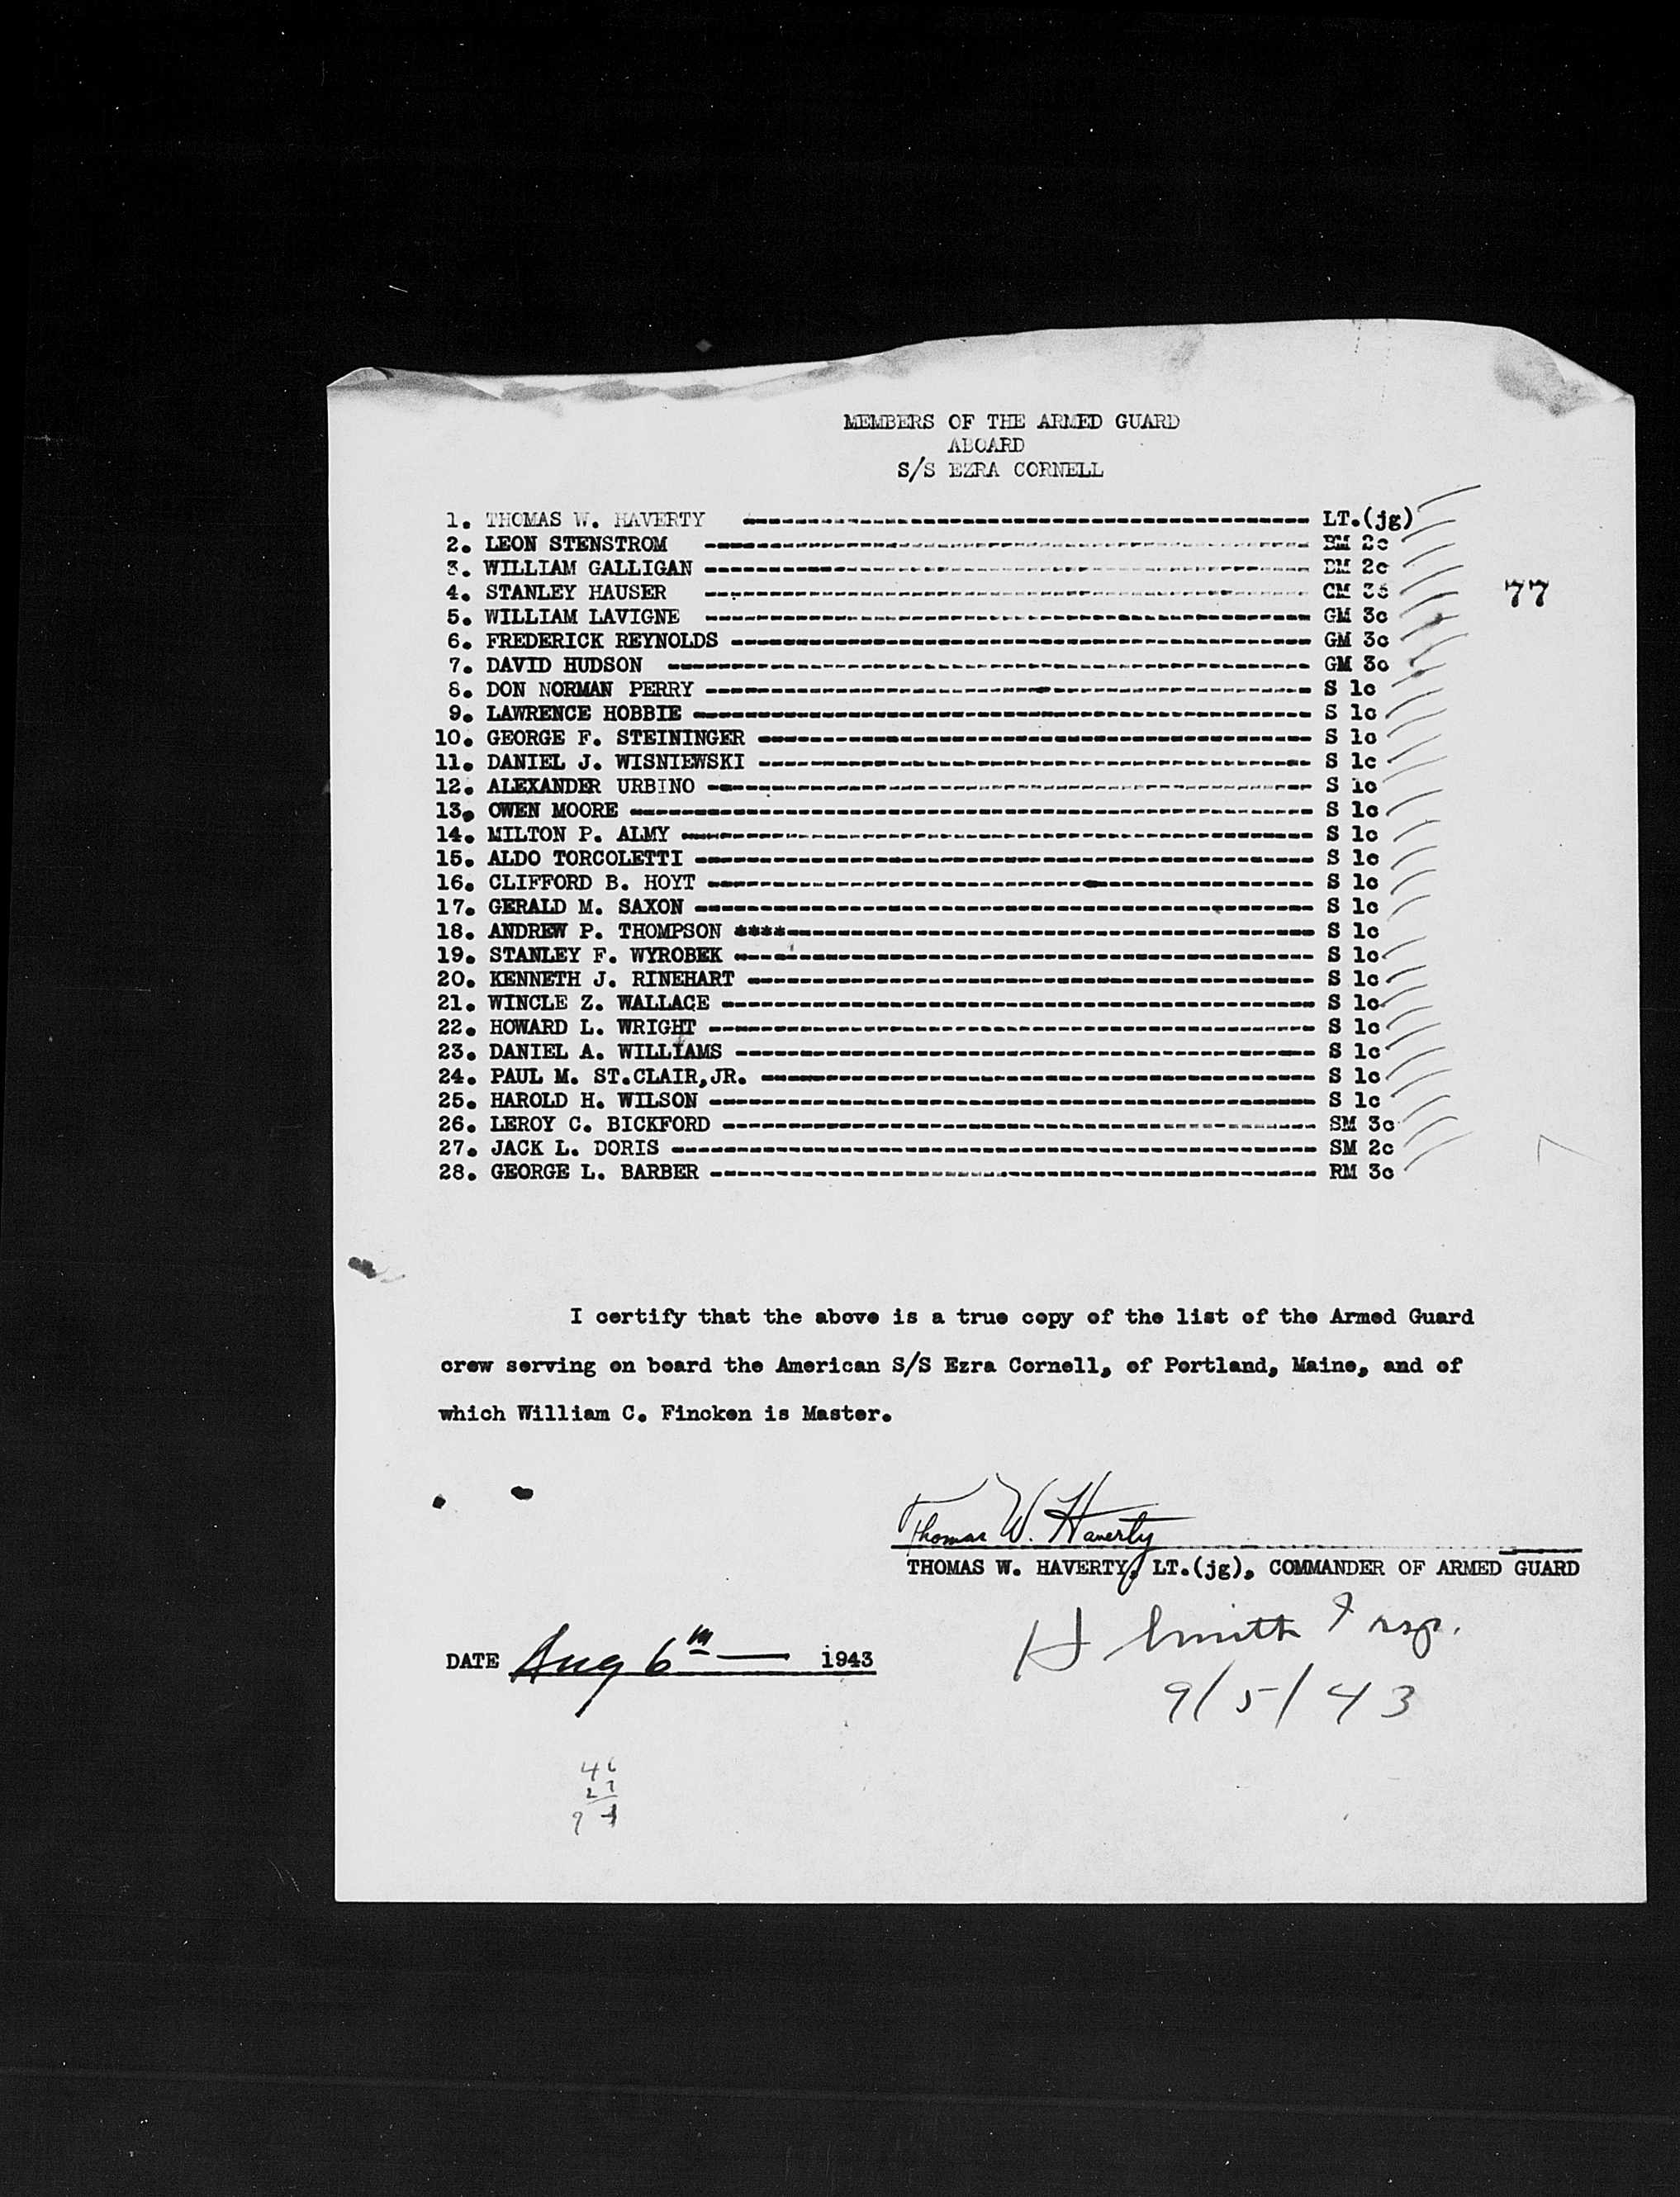 MEMBERS OF THE ARMED GUARD
ABOARD
S/S EZRA CORNELL
1. THOMAS W. HAVERTY ---------- LT.(jg)
2. LEON STENSTROM ---------- BM 2c
3. WILLIAM GALLIGAN ---------- BM 2c
4. STANLEY HAUSER ---------- CM
5. WILLIAM LAVIGNE ---------- GM 3c
6. FREDERICK REYNOLDS ---------- GM 3c
7. DAVID HUDSON ---------- GM 3c
8. DON NORMAN PERRY ---------- S 1c
9. LAWRENCE HOBBIE ---------- S 1c
10. GEORGE F. STEININGER ---------- S 1c
11. DANIEL J. WISNIEWSKI ---------- S 1c
12. ALEXANDER URBINO ---------- S 1c
13. OWEN MOORE ---------- S 1c
14. MILTON P. ALMY ---------- S 1c
15. ALDO TORCOLETTI ---------- S 1c
16. CLIFFORD B. HOYT ---------- S 1c
17. GERALD M. SAXON ---------- S 1c
18. ANDREW P. THOMPSON ****---------- S 1c
19. STANLEY F. WYROBEK ---------- S 1c
20. KENNETH J. RINEHART ---------- S 1c
21. WINCLE Z. WALLACE ---------- S 1c
22. HOWARD L. WRIGHT ---------- S 1c
23. DANIEL A. WILLIAMS ---------- S 1c
24. PAUL M. ST.CLAIR,JR. ---------- S 1c
25. HAROLD H. WILSON ---------- S 1c
26. LEROY C. BICKFORD ---------- SM 3c
27. JACK L. DORIS ---------- SM 2c
28. GEORGE L. BARBER ---------- RM 3c
77
I certify that the above is a true copy of the list of the Armed Guard
crew serving on board the American S/S Ezra Cornell, of Portland, Maine, and of
which William C. Fincken is Master.
Thomas W. Haverty
THOMAS W. HAVERTY, LT.(jg), COMMANDER OF ARMED GUARD
H Smith Insp.
DATE Aug 6th 1943
9/5/43
46